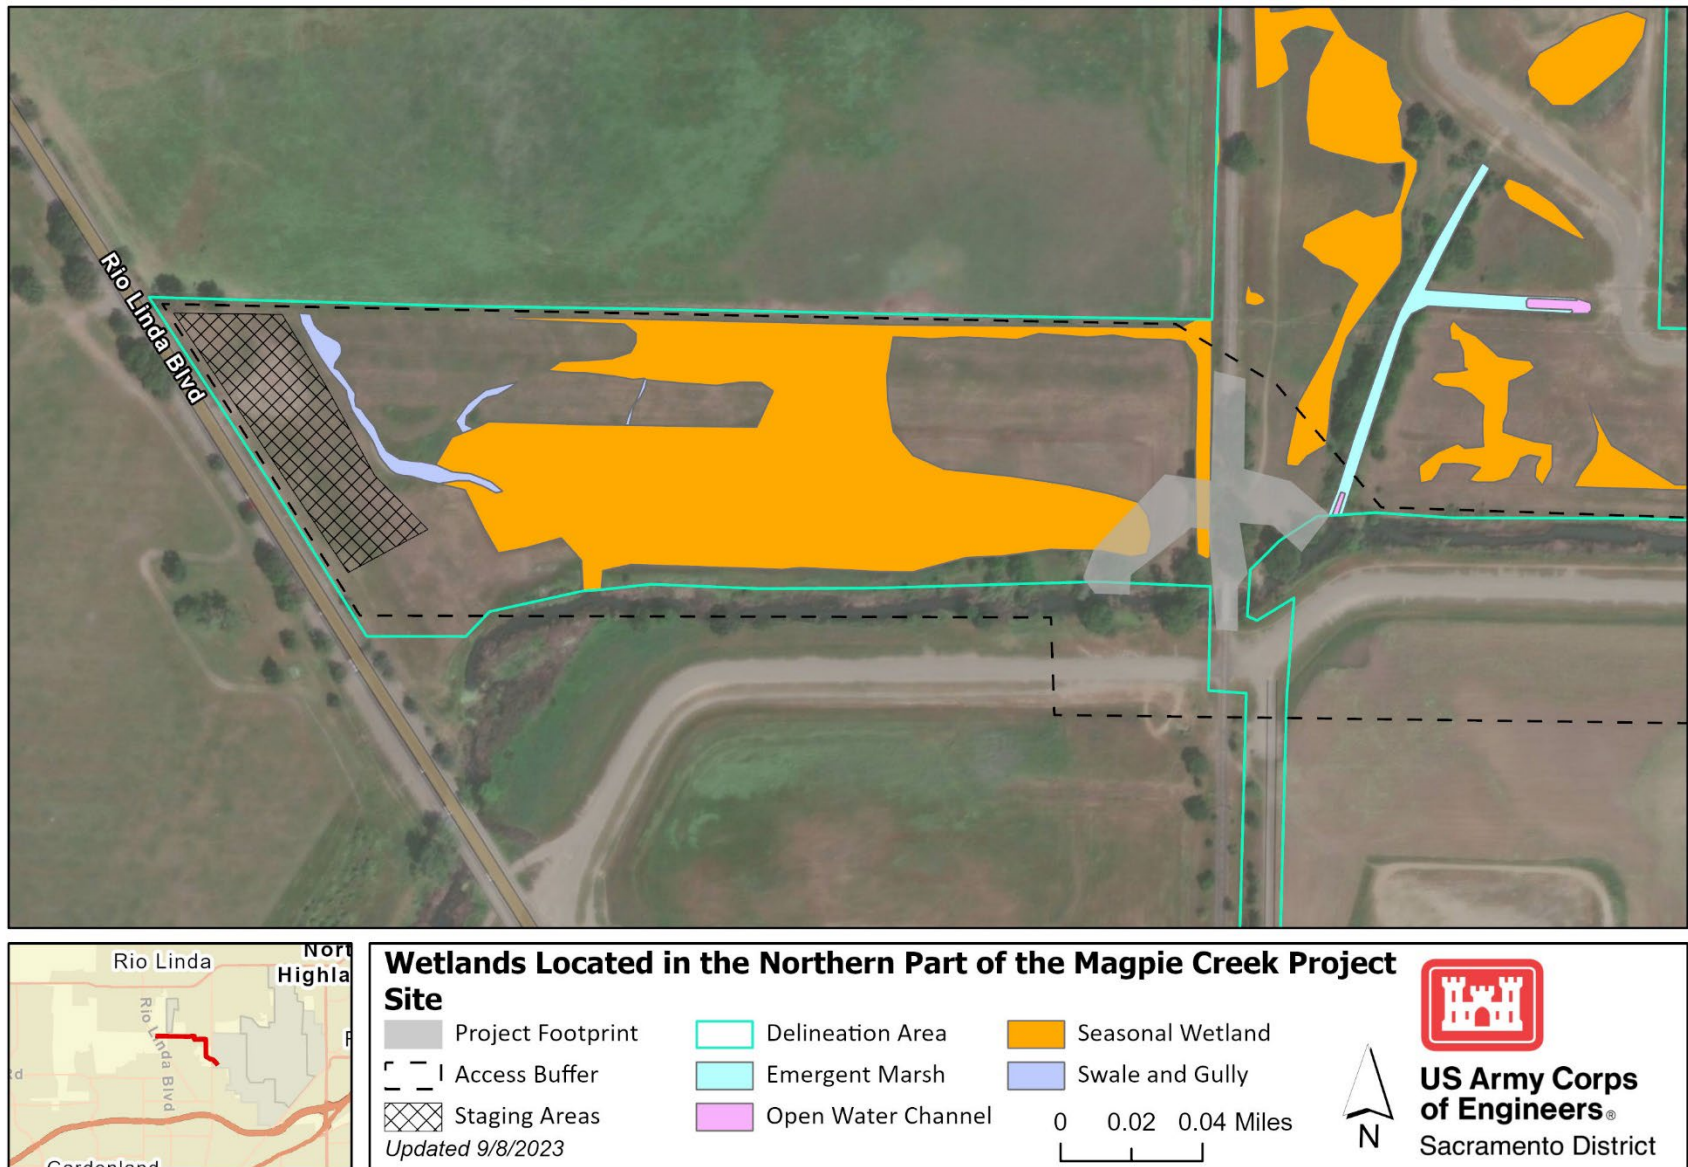 Rio Linda Blvd
Rio Linda
Nort
Highla
Rio Linda Blvd
F
d
Gardenland
Wetlands Located in the Northern Part of the Magpie Creek Project
Site
Project Footprint
Delineation Area
Seasonal Wetland
Access Buffer
Emergent Marsh
Swale and Gully
Staging Areas
Open Water Channel
0 0.02 0.04 Miles
Updated 9/8/2023
N
US Army Corps
of Engineers®
Sacramento District